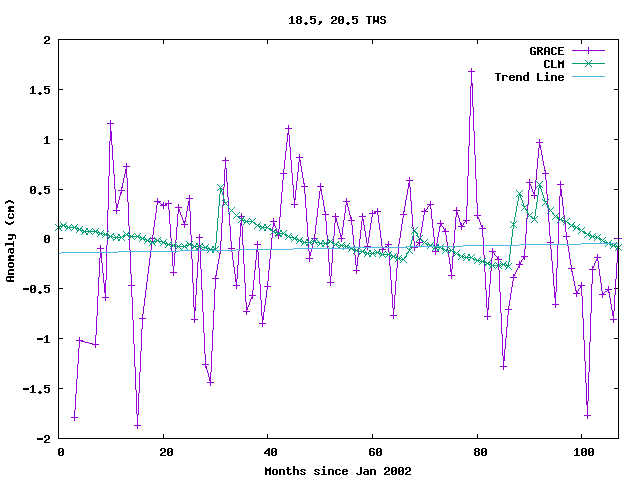 18.5, 20.5 TWS
GRACE
CLM
Trend Line
2
1.5
1
0.5
0
-0.5
-1
-1.5
-2
Anomaly (cm)
0 20 40 60 80 100
Months since Jan 2002